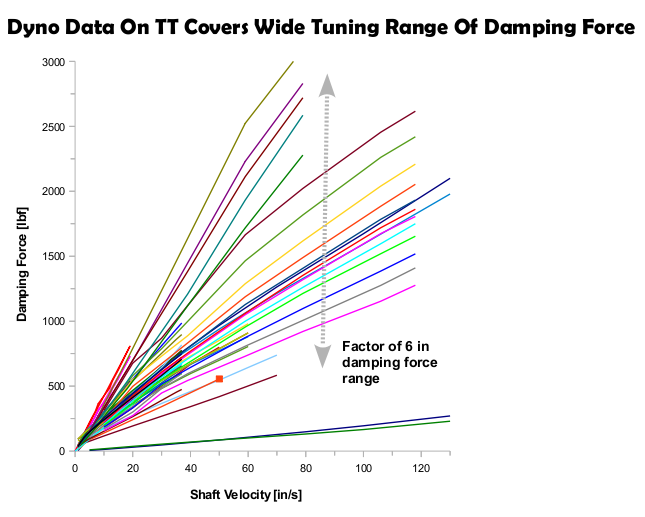 Dyno Data On TT Covers Wide Tuning Range Of Damping Force
3000
2500
2000
1500
1000
500
0
Damping Force [lbf]
Factor of 6 in
damping force
range
0 20 40 60 80 100 120
Shaft Velocity [in/s]